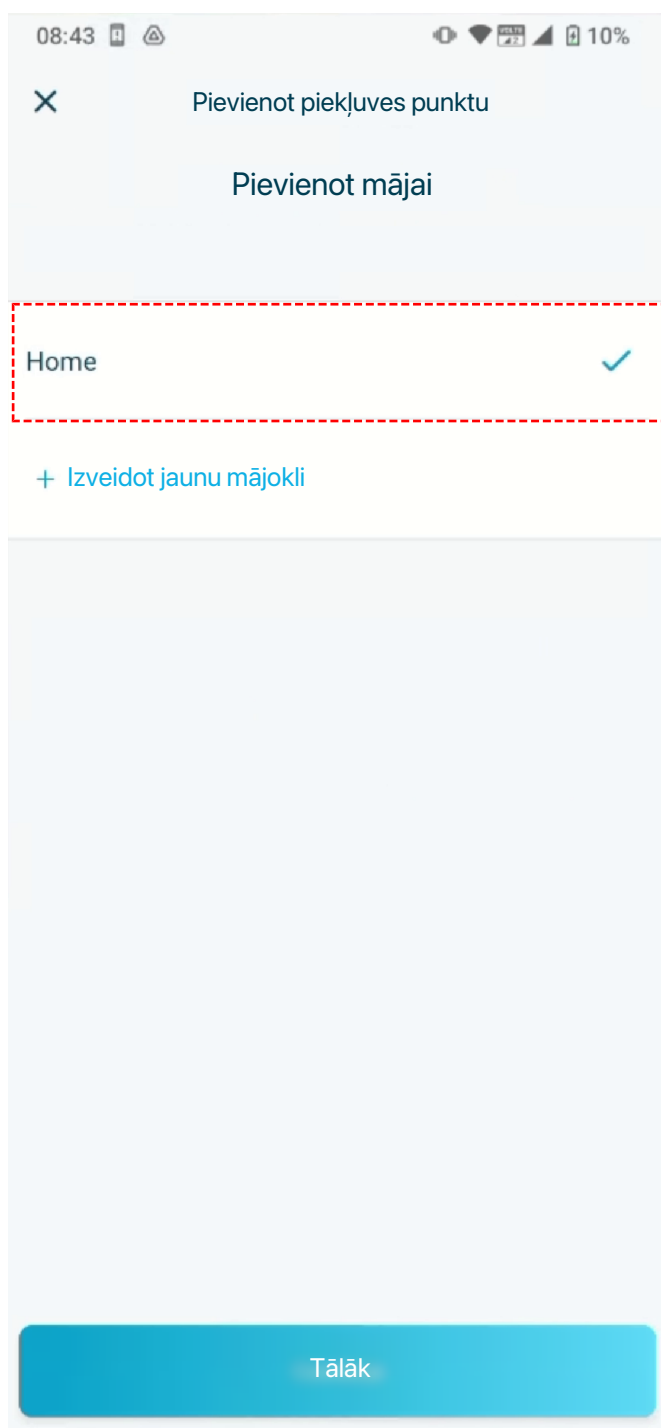 08:43 10%
Pievienot piekļuves punktu
Pievienot mājai
Home
+ Izveidot jaunu mājokli
Tālāk